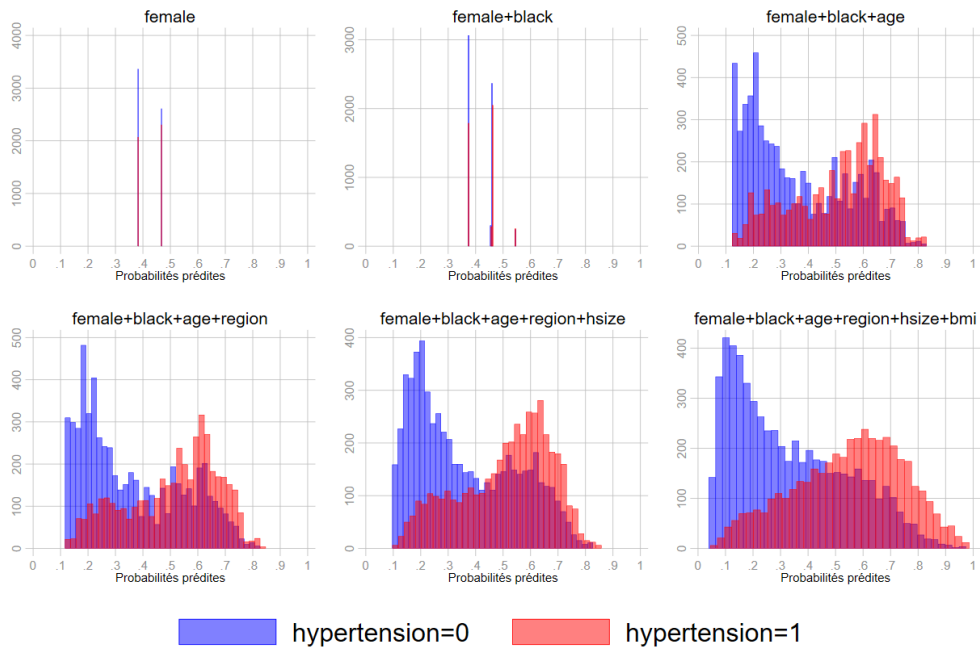 female
4000
3000
2000
1000
0
0 .1 .2 .3 .4 .5 .6 .7 .8 .9 1
Probabilités prédites
female+black
3000
2000
1000
0
0 .1 .2 .3 .4 .5 .6 .7 .8 .9 1
Probabilités prédites
female+black+age
500
400
300
200
100
0
0 .1 .2 .3 .4 .5 .6 .7 .8 .9 1
Probabilités prédites
female+black+age+region
500
400
300
200
100
0
0 .1 .2 .3 .4 .5 .6 .7 .8 .9 1
Probabilités prédites
female+black+age+region+hsize
400
300
200
100
0
0 .1 .2 .3 .4 .5 .6 .7 .8 .9 1
Probabilités prédites
female+black+age+region+hsize+bmi
400
300
200
100
0
0 .1 .2 .3 .4 .5 .6 .7 .8 .9 1
Probabilités prédites
hypertension=0
hypertension=1